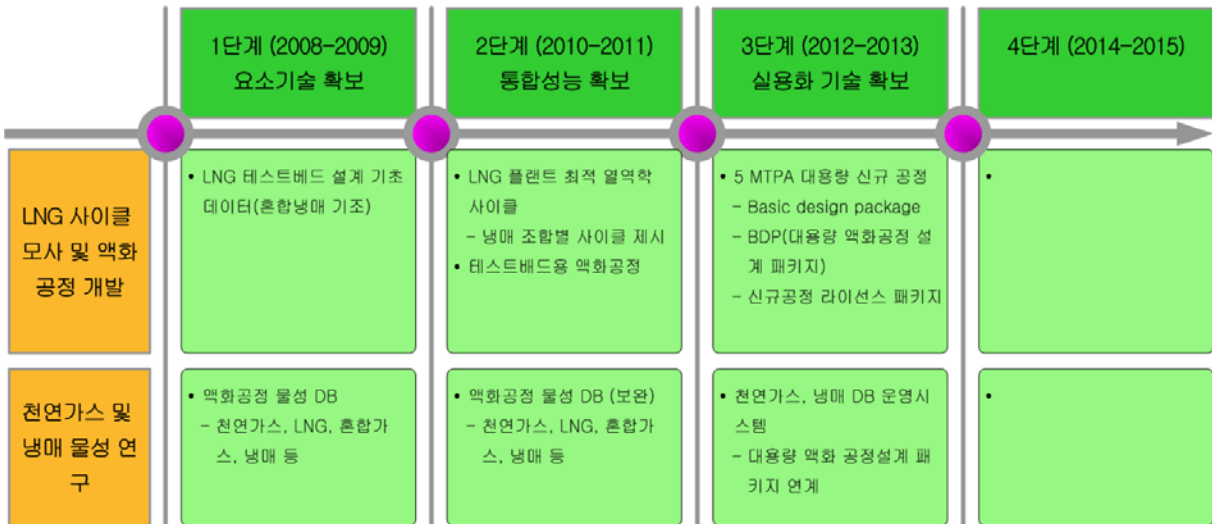 1단계 (2008-2009)
요소기술 확보
2단계 (2010-2011)
통합성능 확보
3단계 (2012-2013)
실용화 기술 확보
4단계 (2014-2015)
LNG 사이클
모사 및 액화
공정 개발
• LNG 테스트베드 설계 기초
데이터(혼합냉매 기조)
• LNG 플랜트 최적 열역학
사이클
- 냉매 조합별 사이클 제시
• 테스트배드용 액화공정
• 5 MTPA 대용량 신규 공정
- Basic design package
- BDP(대용량 액화공정 설
계 패키지)
- 신규공정 라이선스 패키지
•
천연가스 및
냉매 물성 연
구
• 액화공정 물성 DB
- 천연가스, LNG, 혼합가
스, 냉매 등
• 액화공정 물성 DB (보완)
- 천연가스, LNG, 혼합가
스, 냉매 등
• 천연가스, 냉매 DB 운영시
스템
- 대용량 액화 공정설계 패
키지 연계
•